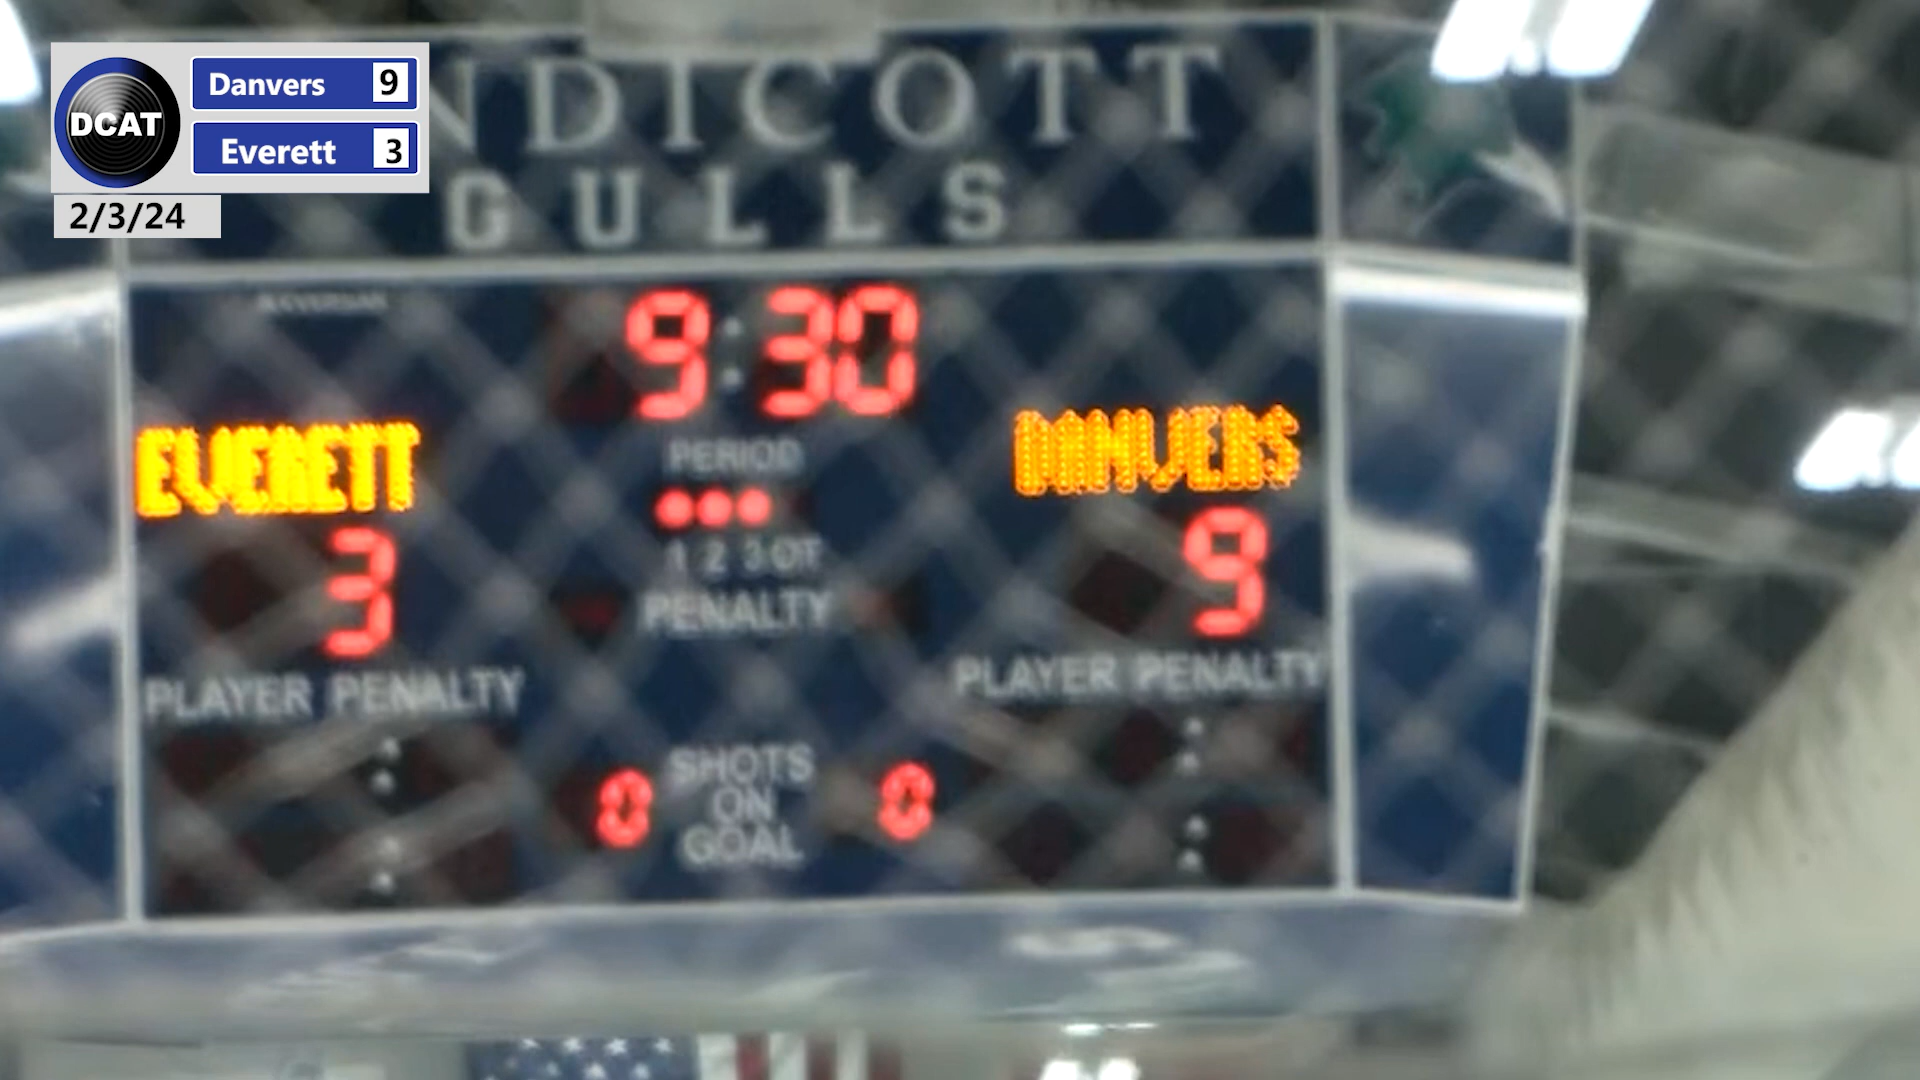 DCAT
Danvers 9
Everett 3
2/3/24
NDICOTT
GULLS
9:30
EVERETT
DANVERS
PERIOD
1 2 3 OT
3
9
PENALTY
PLAYER PENALTY
PLAYER PENALTY
0
SHOTS
ON
GOAL
0